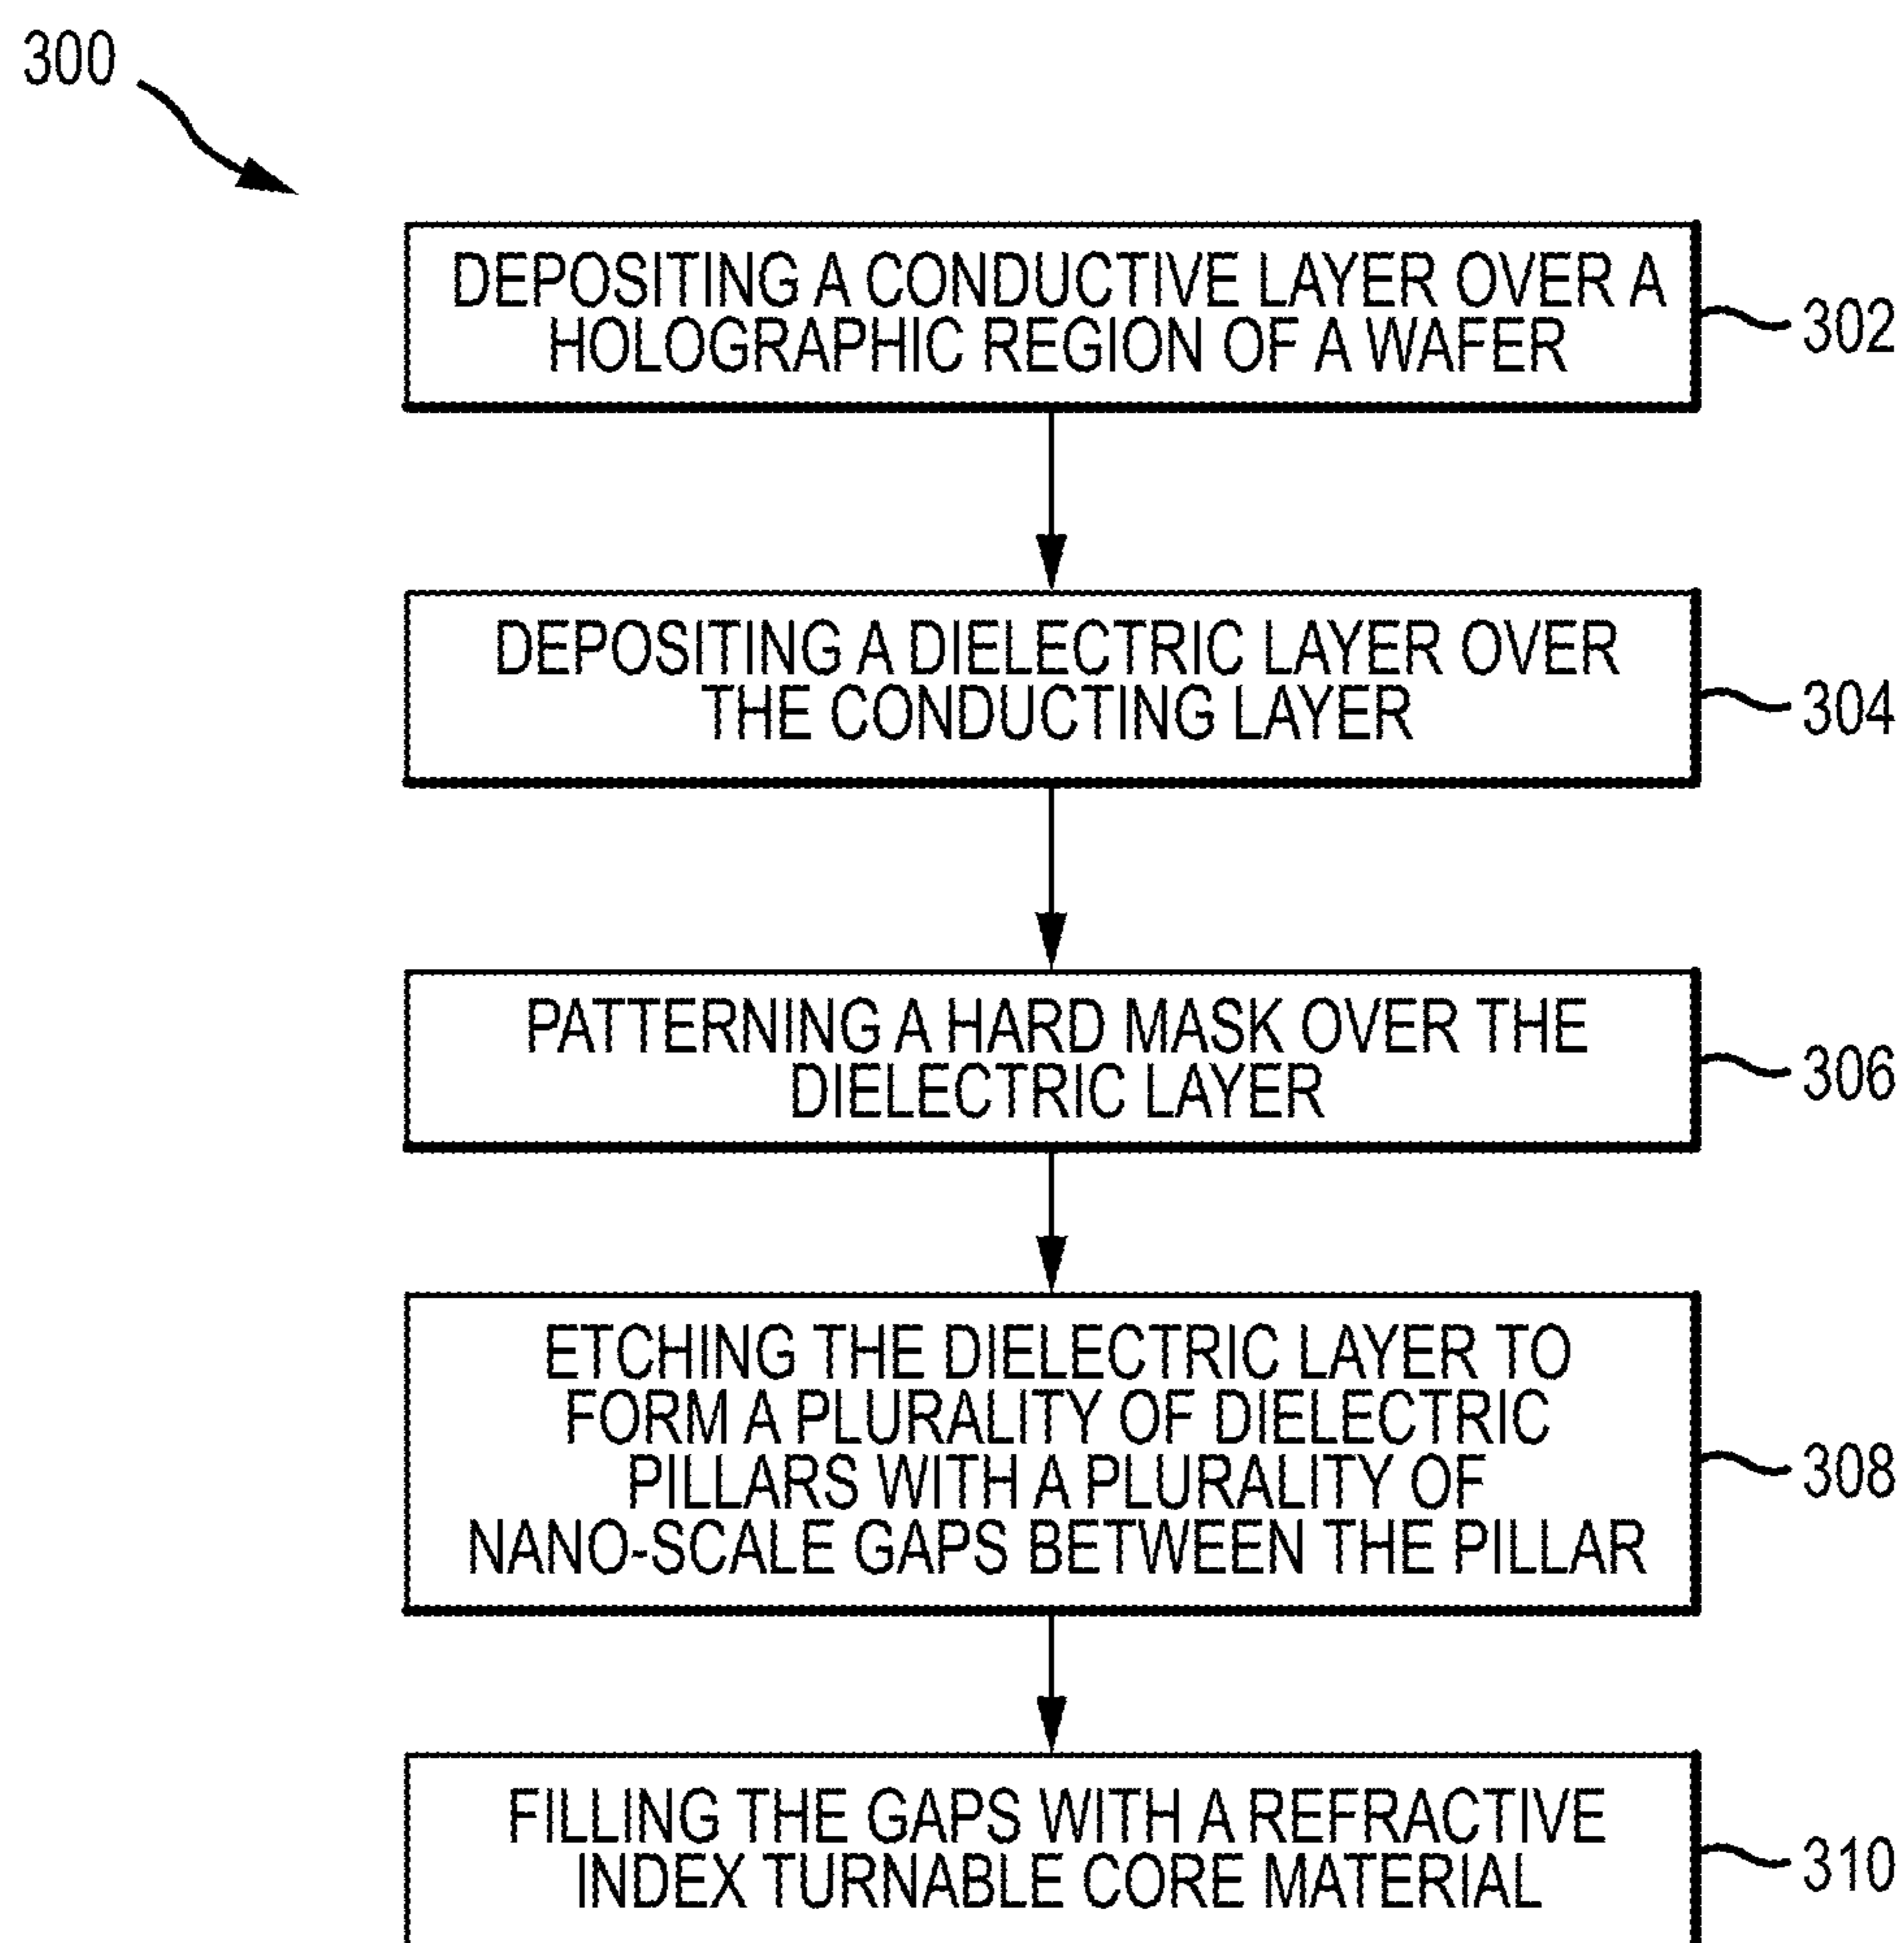 300
DEPOSITING A CONDUCTIVE LAYER OVER A
HOLOGRAPHIC REGION OF A WAFER
302
DEPOSITING A DIELECTRIC LAYER OVER
THE CONDUCTING LAYER
304
PATTERNING A HARD MASK OVER THE
DIELECTRIC LAYER
306
ETCHING THE DIELECTRIC LAYER TO
FORM A PLURALITY OF DIELECTRIC
PILLARS WITH A PLURALITY OF
NANO-SCALE GAPS BETWEEN THE PILLAR
308
FILLING THE GAPS WITH A REFRACTIVE
INDEX TURNABLE CORE MATERIAL
310